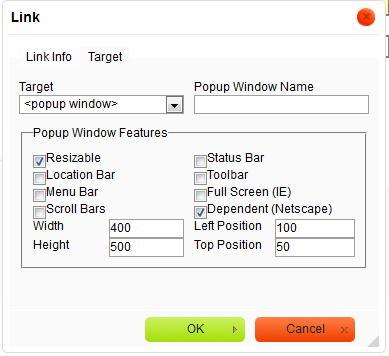 Link
Link Info Target
Target Popup Window Name
<popup window>
Popup Window Features
Resizable Status Bar
Location Bar Toolbar
Menu Bar Full Screen (IE)
Scroll Bars Dependent (Netscape)
Width 400 Left Position 100
Height 500 Top Position 50
OK Cancel